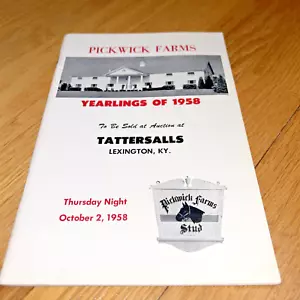 PICKWICK FARMS
YEARLINGS OF 1958
To Be Sold at Auction at
TATTERSALLS
LEXINGTON, KY.
Thursday Night
October 2, 1958
Pickwick Farms
Stud